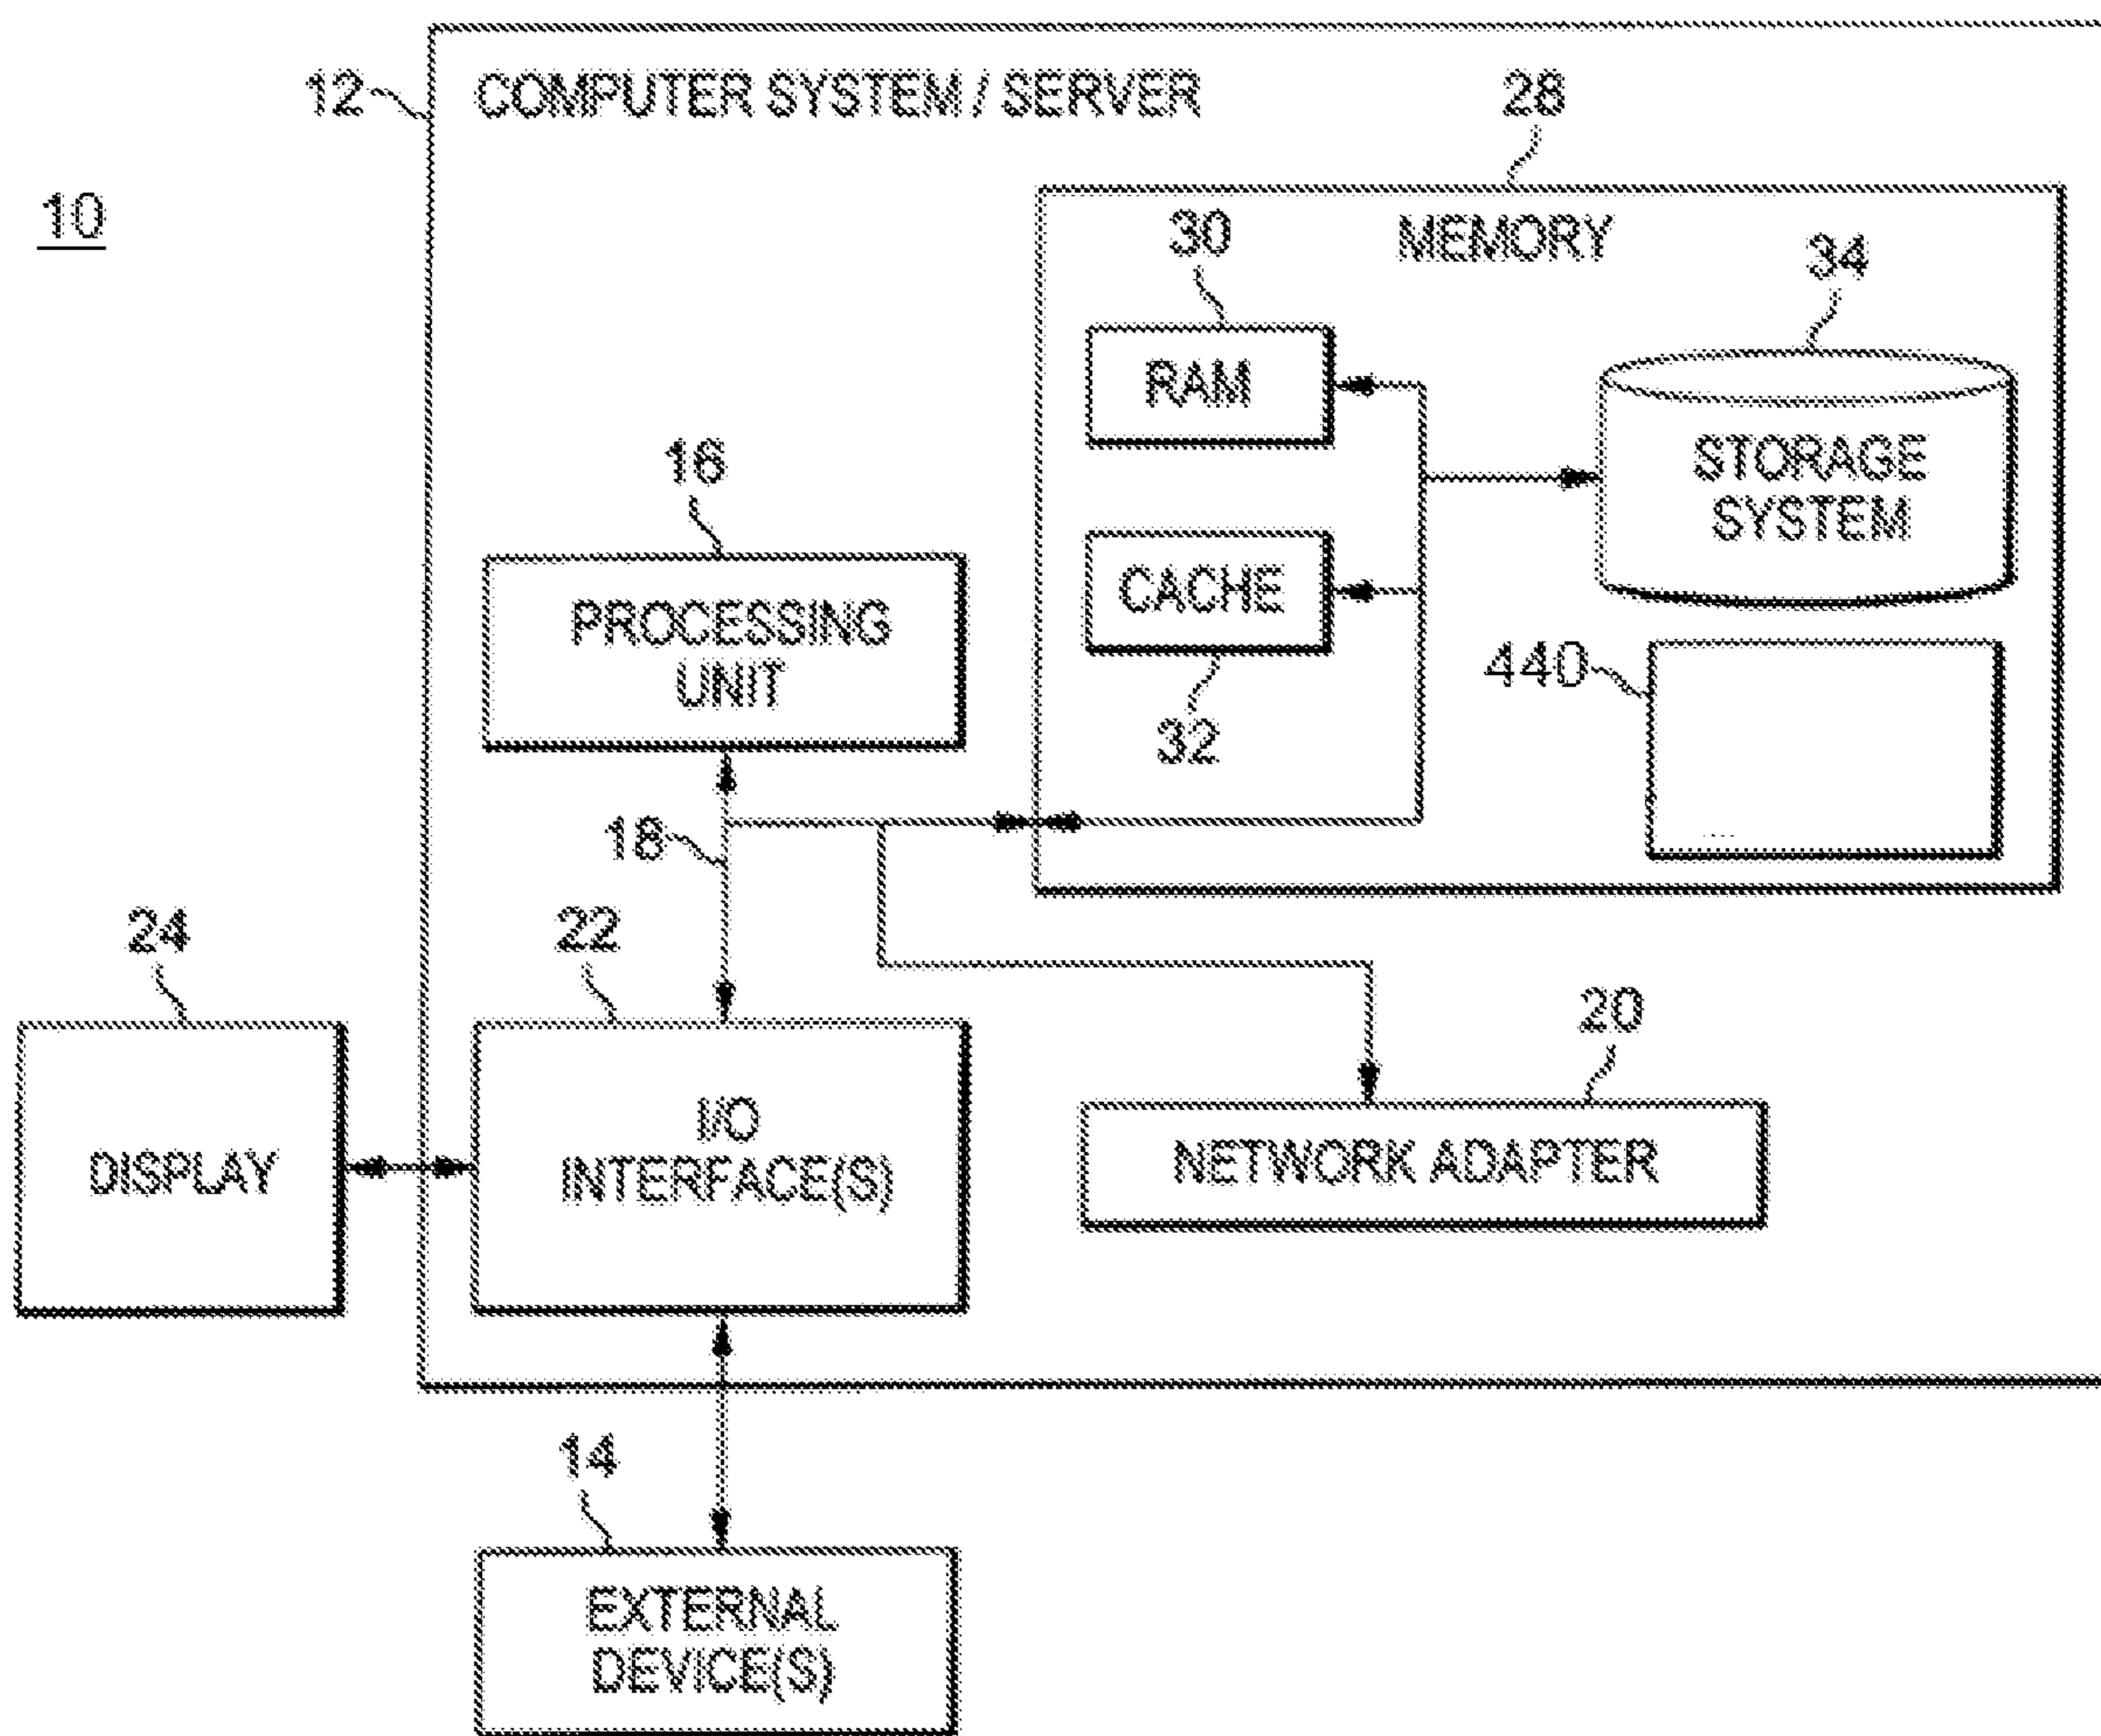 12
COMPUTER SYSTEM / SERVER
28
10
MEMORY
30
34
RAM
STORAGE
SYSTEM
16
CACHE
PROCESSING
UNIT
440
32
18
24
22
20
DISPLAY
I/O
INTERFACE(S)
NETWORK ADAPTER
14
EXTERNAL
DEVICE(S)